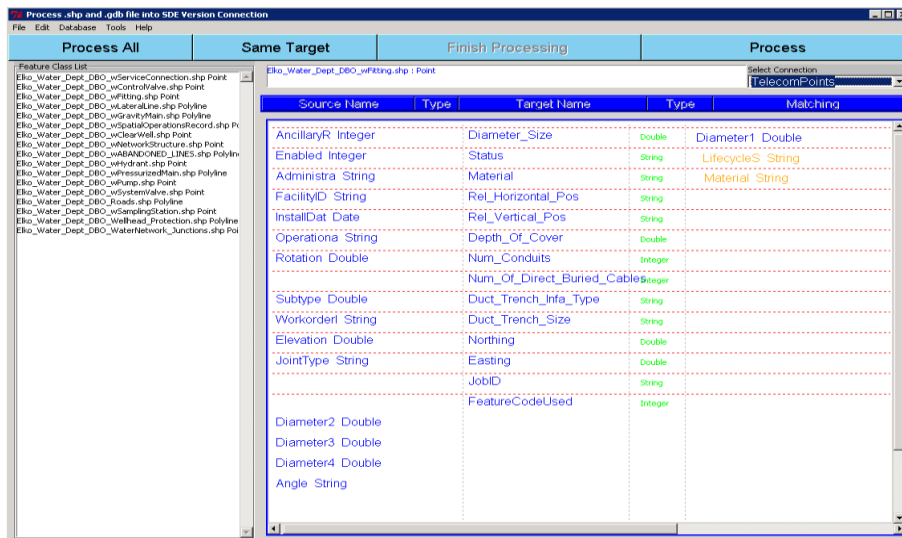 Process .shp and .gdb file into SDE Version Connection
File Edit Database Tools Help
Process All Same Target Finish Processing Process
Feature Class List
Elko_Water_Dept_DBO_wServiceConnection.shp Point
Elko_Water_Dept_DBO_wControlValve.shp Point
Elko_Water_Dept_DBO_wFitting.shp Point
Elko_Water_Dept_DBO_wLateralLine.shp Polyline
Elko_Water_Dept_DBO_wGravityMain.shp Polyline
Elko_Water_Dept_DBO_wSpatialOperationsRecord.shp Po
Elko_Water_Dept_DBO_wClearWell.shp Point
Elko_Water_Dept_DBO_wNetworkStructure.shp Point
Elko_Water_Dept_DBO_wABANDONED_LINES.shp Polylin
Elko_Water_Dept_DBO_wHydrant.shp Point
Elko_Water_Dept_DBO_wPressurizedMain.shp Polyline
Elko_Water_Dept_DBO_wPump.shp Point
Elko_Water_Dept_DBO_wSystemValve.shp Point
Elko_Water_Dept_DBO_Roads.shp Polyline
Elko_Water_Dept_DBO_wSamplingStation.shp Point
Elko_Water_Dept_DBO_Wellhead_Protection.shp Polyline
Elko_Water_Dept_DBO_WaterNetwork_Junctions.shp Poi
Elko_Water_Dept_DBO_wFitting.shp : Point
Select Connection
TelecomPoints
Source Name Type Target Name Type Matching
AncillaryR Integer Diameter_Size Double Diameter1 Double
Enabled Integer Status String LifecycleS String
Administra String Material String Material String
FacilityID String Rel_Horizontal_Pos String
InstallDat Date Rel_Vertical_Pos String
Operationa String Depth_Of_Cover Double
Rotation Double Num_Conduits Integer
Num_Of_Direct_Buried_Cables Integer
Subtype Double Duct_Trench_Infa_Type String
WorkorderI String Duct_Trench_Size String
Elevation Double Northing Double
JointType String Easting Double
JobID String
FeatureCodeUsed Integer
Diameter2 Double
Diameter3 Double
Diameter4 Double
Angle String